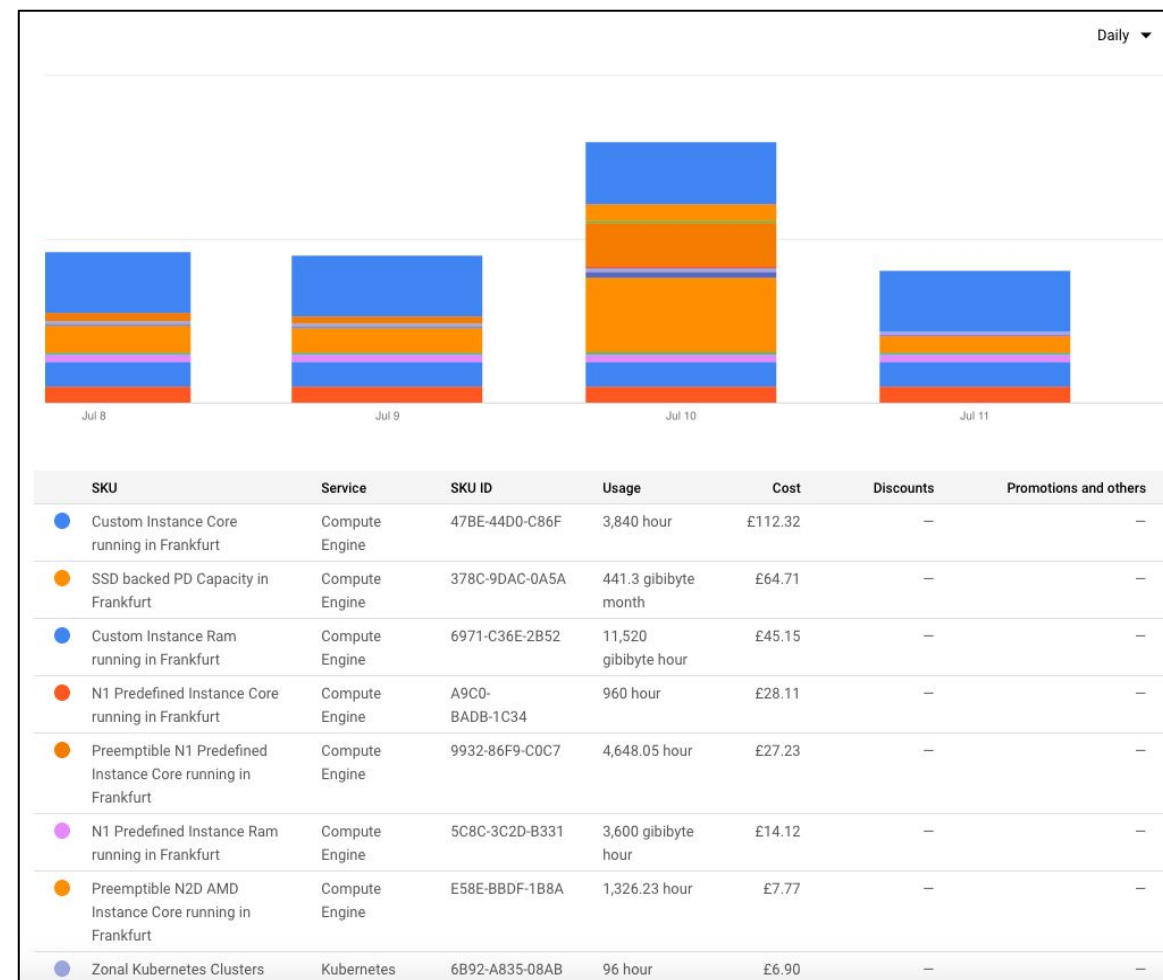 Daily
Jul 8
Jul 9
Jul 10
Jul 11
SKU Service SKU ID Usage Cost Discounts Promotions and others
Custom Instance Core Compute 47BE-44D0-C86F 3,840 hour £112.32 — —
running in Frankfurt Engine
SSD backed PD Capacity in Compute 378C-9DAC-0A5A 441.3 gibibyte £64.71 — —
Frankfurt Engine month
Custom Instance Ram Compute 6971-C36E-2B52 11,520 £45.15 — —
running in Frankfurt Engine gibibyte hour
N1 Predefined Instance Core Compute A9C0- 960 hour £28.11 — —
running in Frankfurt Engine BADB-1C34
Preemptible N1 Predefined Compute 9932-86F9-C0C7 4,648.05 hour £27.23 — —
Instance Core running in Engine
Frankfurt
N1 Predefined Instance Ram Compute 5C8C-3C2D-B331 3,600 gibibyte £14.12 — —
running in Frankfurt Engine hour
Preemptible N2D AMD Compute E58E-BBDF-1B8A 1,326.23 hour £7.77 — —
Instance Core running in Engine
Frankfurt
Zonal Kubernetes Clusters Kubernetes 6B92-A835-08AB 96 hour £6.90 — —